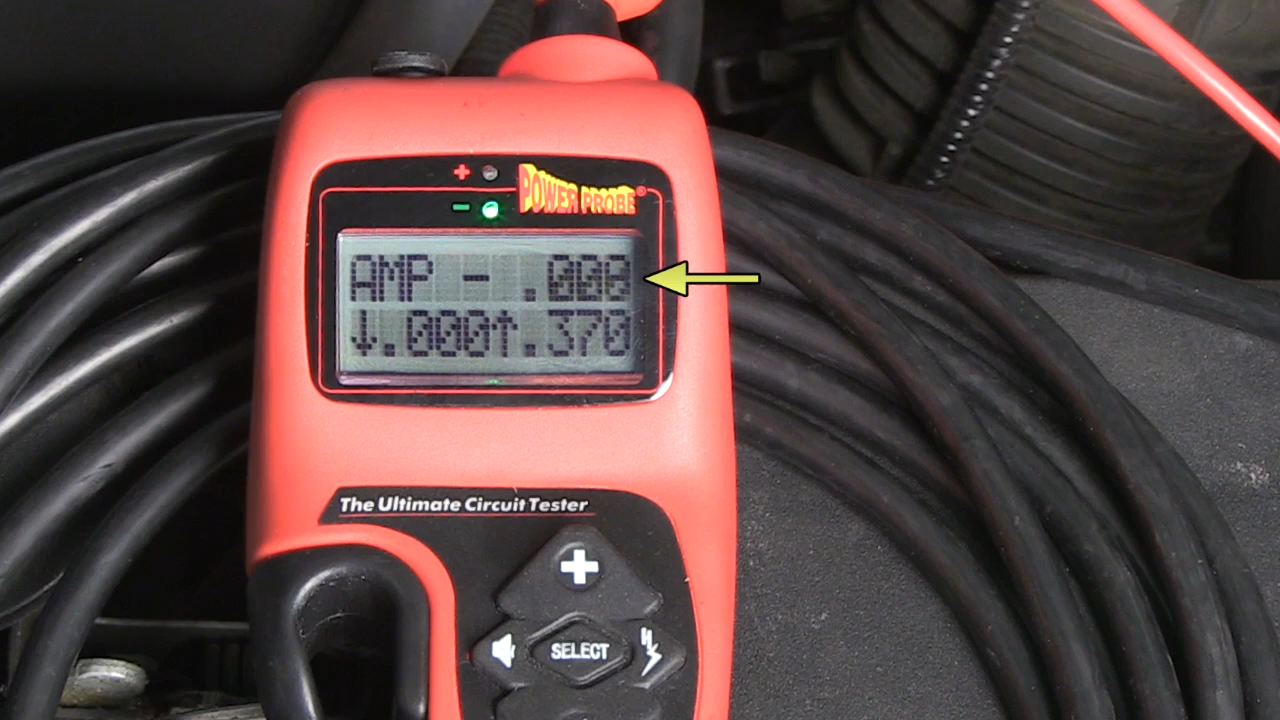 +
POWER PROBE®
-
AMP - .000
↓.000↑.370
The Ultimate Circuit Tester
+
SELECT